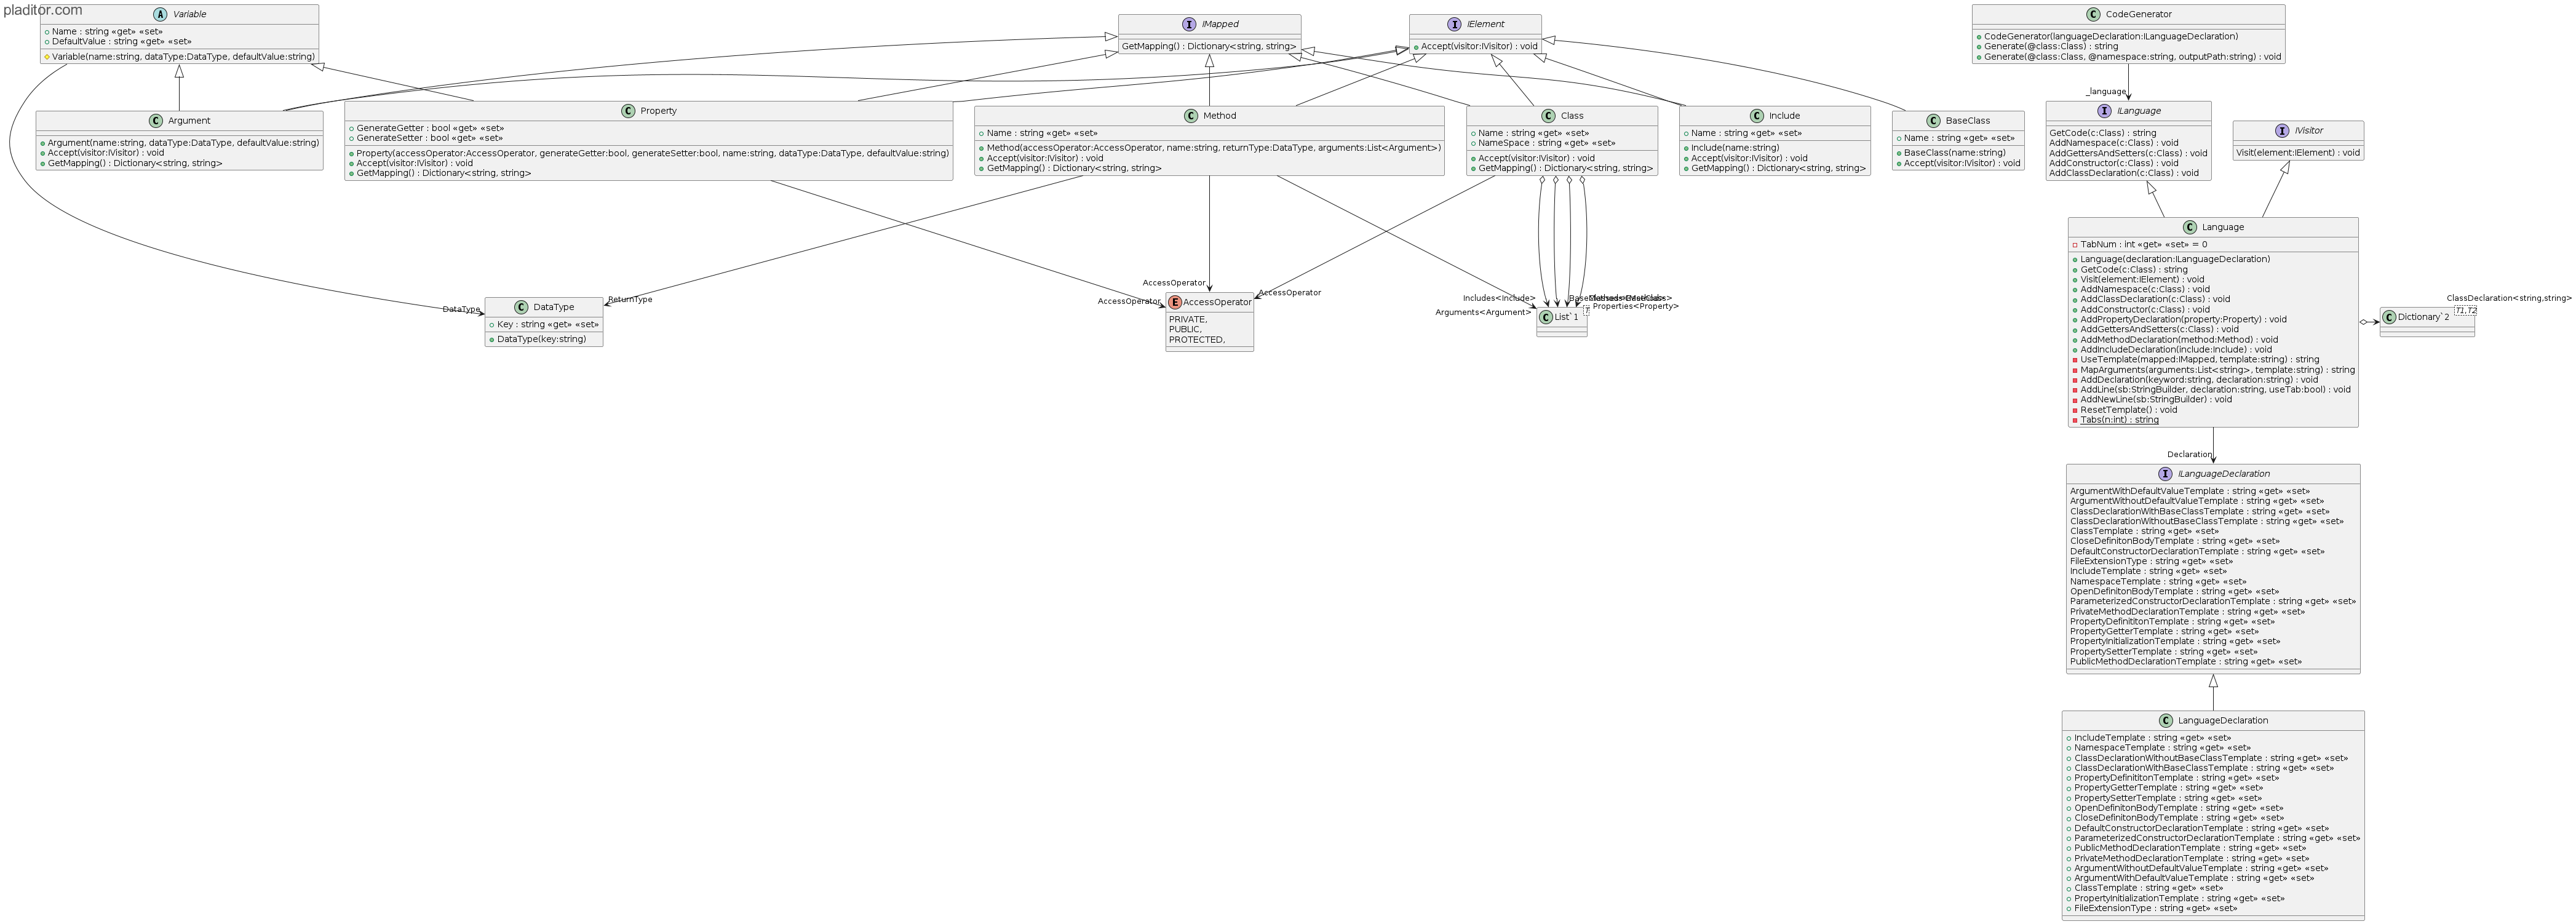 pladitor.com
A Variable
Name : string «get» «set»
DefaultValue : string «get» «set»
Variable(name:string, dataType:DataType, defaultValue:string)
I IMapped
GetMapping() : Dictionary<string, string>
I IElement
Accept(visitor:IVisitor) : void
C CodeGenerator
CodeGenerator(languageDeclaration:ILanguageDeclaration)
Generate(@class:Class) : string
Generate(@class:Class, @namespace:string, outputPath:string) : void
_language
C Argument
Argument(name:string, dataType:DataType, defaultValue:string)
Accept(visitor:IVisitor) : void
GetMapping() : Dictionary<string, string>
C Property
GenerateGetter : bool «get» «set»
GenerateSetter : bool «get» «set»
Property(accessOperator:AccessOperator, generateGetter:bool, generateSetter:bool, name:string, dataType:DataType, defaultValue:string)
Accept(visitor:IVisitor) : void
GetMapping() : Dictionary<string, string>
C Method
Name : string «get» «set»
Method(accessOperator:AccessOperator, name:string, returnType:DataType, arguments:List<Argument>)
Accept(visitor:IVisitor) : void
GetMapping() : Dictionary<string, string>
C Class
Name : string «get» «set»
NameSpace : string «get» «set»
Accept(visitor:IVisitor) : void
GetMapping() : Dictionary<string, string>
C Include
Name : string «get» «set»
Include(name:string)
Accept(visitor:IVisitor) : void
GetMapping() : Dictionary<string, string>
C BaseClass
Name : string «get» «set»
BaseClass(name:string)
Accept(visitor:IVisitor) : void
I ILanguage
GetCode(c:Class) : string
AddNamespace(c:Class) : void
AddGettersAndSetters(c:Class) : void
AddConstructor(c:Class) : void
AddClassDeclaration(c:Class) : void
I IVisitor
Visit(element:IElement) : void
C Language
TabNum : int «get» «set» = 0
Language(declaration:ILanguageDeclaration)
GetCode(c:Class) : string
Visit(element:IElement) : void
AddNamespace(c:Class) : void
AddClassDeclaration(c:Class) : void
AddConstructor(c:Class) : void
AddPropertyDeclaration(property:Property) : void
AddGettersAndSetters(c:Class) : void
AddMethodDeclaration(method:Method) : void
AddIncludeDeclaration(include:Include) : void
UseTemplate(mapped:IMapped, template:string) : string
MapArguments(arguments:List<string>, template:string) : string
AddDeclaration(keyword:string, declaration:string) : void
AddLine(sb:StringBuilder, declaration:string, useTab:bool) : void
AddNewLine(sb:StringBuilder) : void
ResetTemplate() : void
Tabs(n:int) : string
DataType
C DataType
Key : string «get» «set»
DataType(key:string)
ReturnType
AccessOperator
AccessOperator
AccessOperator
E AccessOperator
PRIVATE,
PUBLIC,
PROTECTED,
Includes<Include>
Properties<Property>
Arguments<Argument>
C List`1
T
ClassDeclaration<string,string>
C Dictionary`2
T1,T2
Declaration
I ILanguageDeclaration
ArgumentWithDefaultValueTemplate : string «get» «set»
ArgumentWithoutDefaultValueTemplate : string «get» «set»
ClassDeclarationWithBaseClassTemplate : string «get» «set»
ClassDeclarationWithoutBaseClassTemplate : string «get» «set»
ClassTemplate : string «get» «set»
CloseDefinitonBodyTemplate : string «get» «set»
DefaultConstructorDeclarationTemplate : string «get» «set»
FileExtensionType : string «get» «set»
IncludeTemplate : string «get» «set»
NamespaceTemplate : string «get» «set»
OpenDefinitonBodyTemplate : string «get» «set»
ParameterizedConstructorDeclarationTemplate : string «get» «set»
PrivateMethodDeclarationTemplate : string «get» «set»
PropertyDefinititonTemplate : string «get» «set»
PropertyGetterTemplate : string «get» «set»
PropertyInitializationTemplate : string «get» «set»
PropertySetterTemplate : string «get» «set»
PublicMethodDeclarationTemplate : string «get» «set»
C LanguageDeclaration
IncludeTemplate : string «get» «set»
NamespaceTemplate : string «get» «set»
ClassDeclarationWithoutBaseClassTemplate : string «get» «set»
ClassDeclarationWithBaseClassTemplate : string «get» «set»
PropertyDefinititonTemplate : string «get» «set»
PropertyGetterTemplate : string «get» «set»
PropertySetterTemplate : string «get» «set»
OpenDefinitonBodyTemplate : string «get» «set»
CloseDefinitonBodyTemplate : string «get» «set»
DefaultConstructorDeclarationTemplate : string «get» «set»
ParameterizedConstructorDeclarationTemplate : string «get» «set»
PublicMethodDeclarationTemplate : string «get» «set»
PrivateMethodDeclarationTemplate : string «get» «set»
ArgumentWithoutDefaultValueTemplate : string «get» «set»
ArgumentWithDefaultValueTemplate : string «get» «set»
ClassTemplate : string «get» «set»
PropertyInitializationTemplate : string «get» «set»
FileExtensionType : string «get» «set»